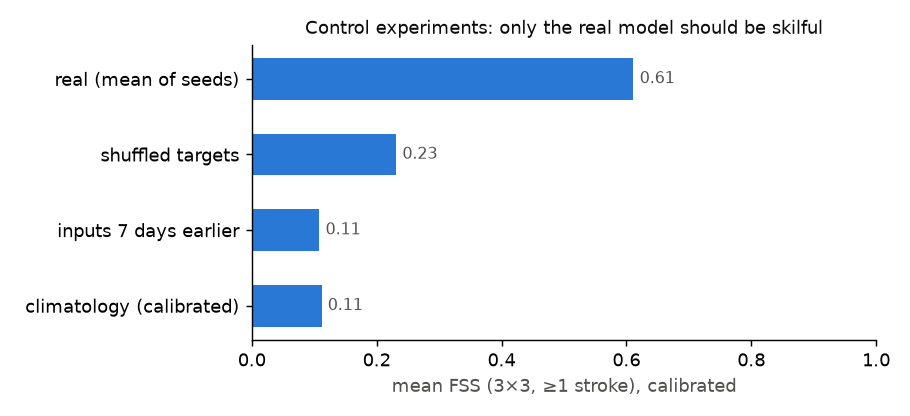 Control experiments: only the real model should be skilful
real (mean of seeds)
0.61
shuffled targets
0.23
inputs 7 days earlier
0.11
climatology (calibrated)
0.11
0.0 0.2 0.4 0.6 0.8 1.0
mean FSS (3×3, ≥1 stroke), calibrated